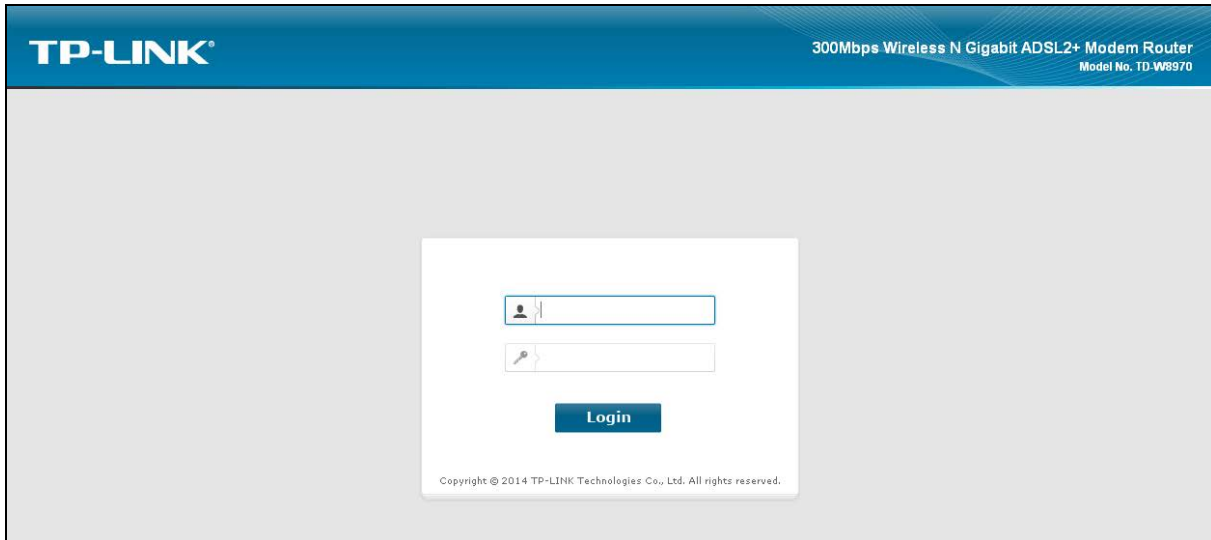 TP-LINK®
300Mbps Wireless N Gigabit ADSL2+ Modem Router
Model No. TD-W8970
Login
Copyright © 2014 TP-LINK Technologies Co., Ltd. All rights reserved.